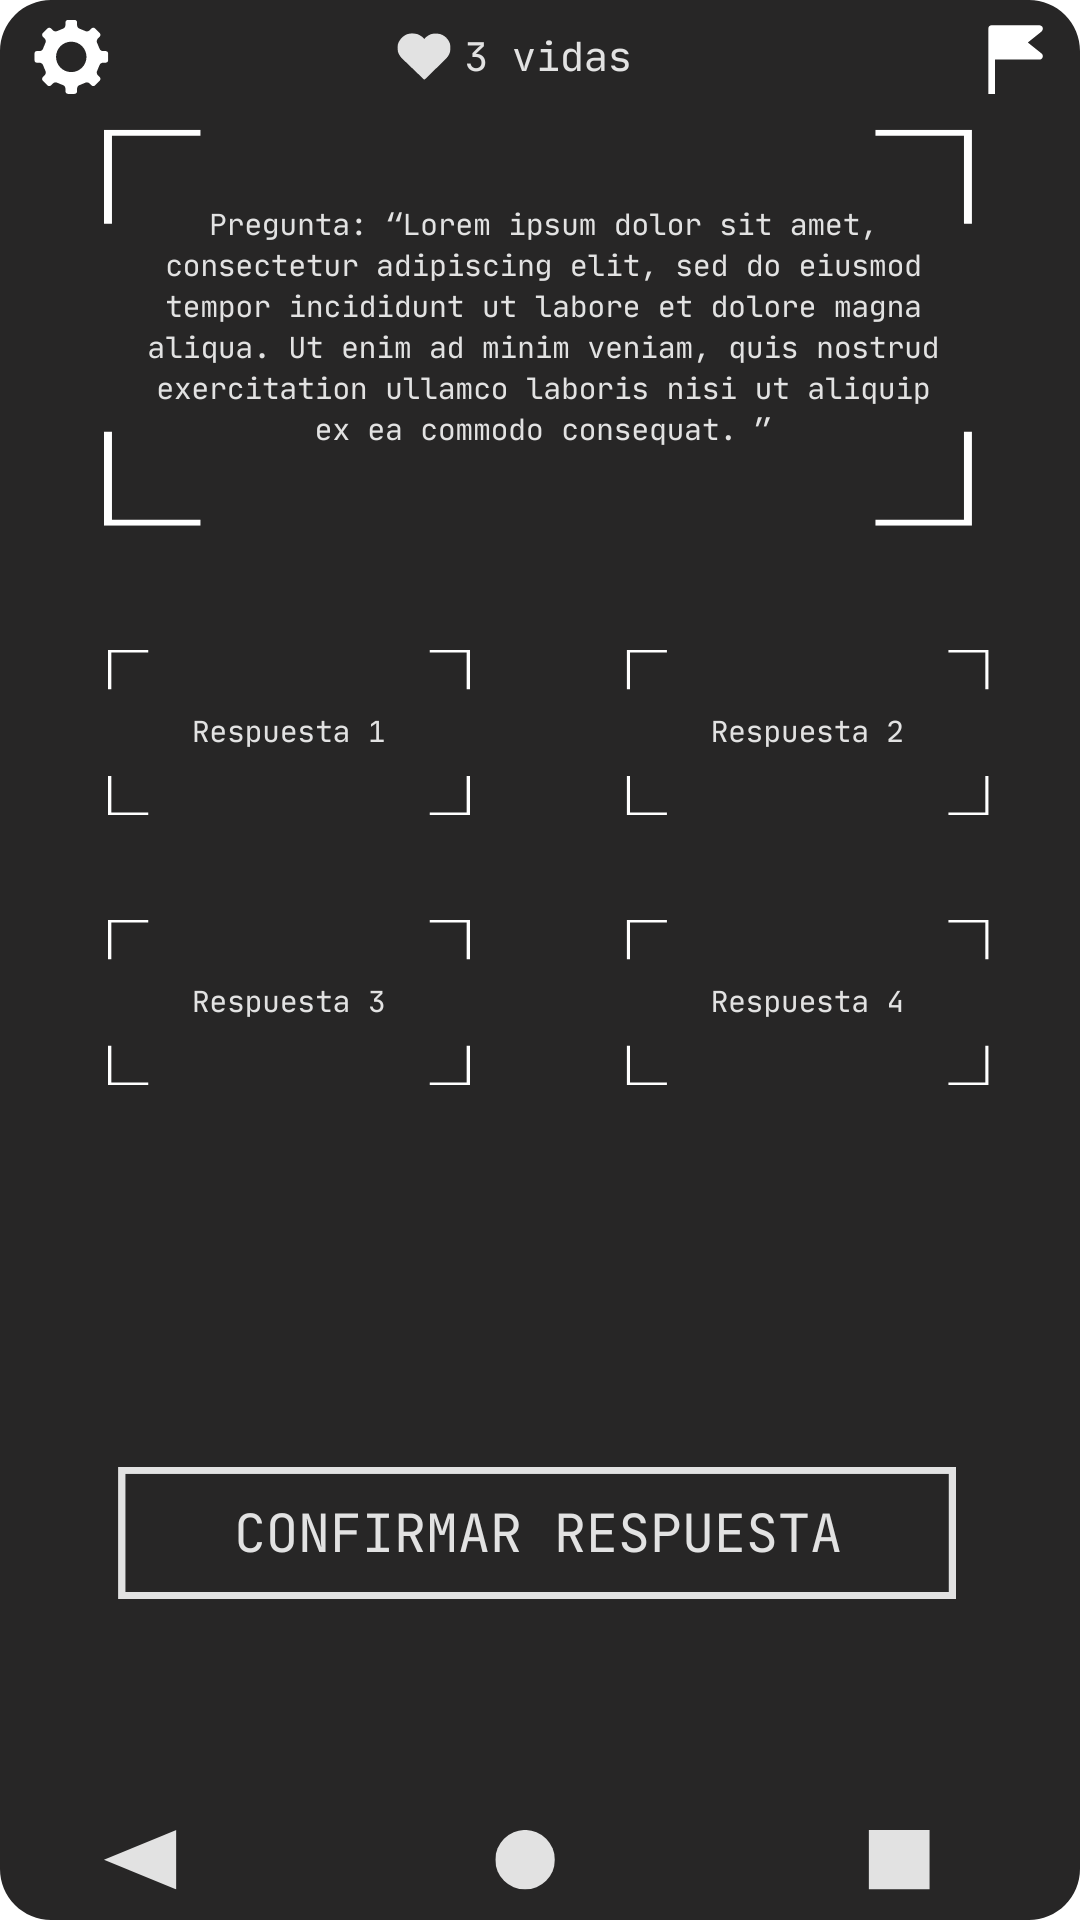 3 vidas
Pregunta: “Lorem ipsum dolor sit amet,
consectetur adipiscing elit, sed do eiusmod
tempor incididunt ut labore et dolore magna
aliqua. Ut enim ad minim veniam, quis nostrud
exercitation ullamco laboris nisi ut aliquip
ex ea commodo consequat. ”
Respuesta 1
Respuesta 2
Respuesta 3
Respuesta 4
CONFIRMAR RESPUESTA